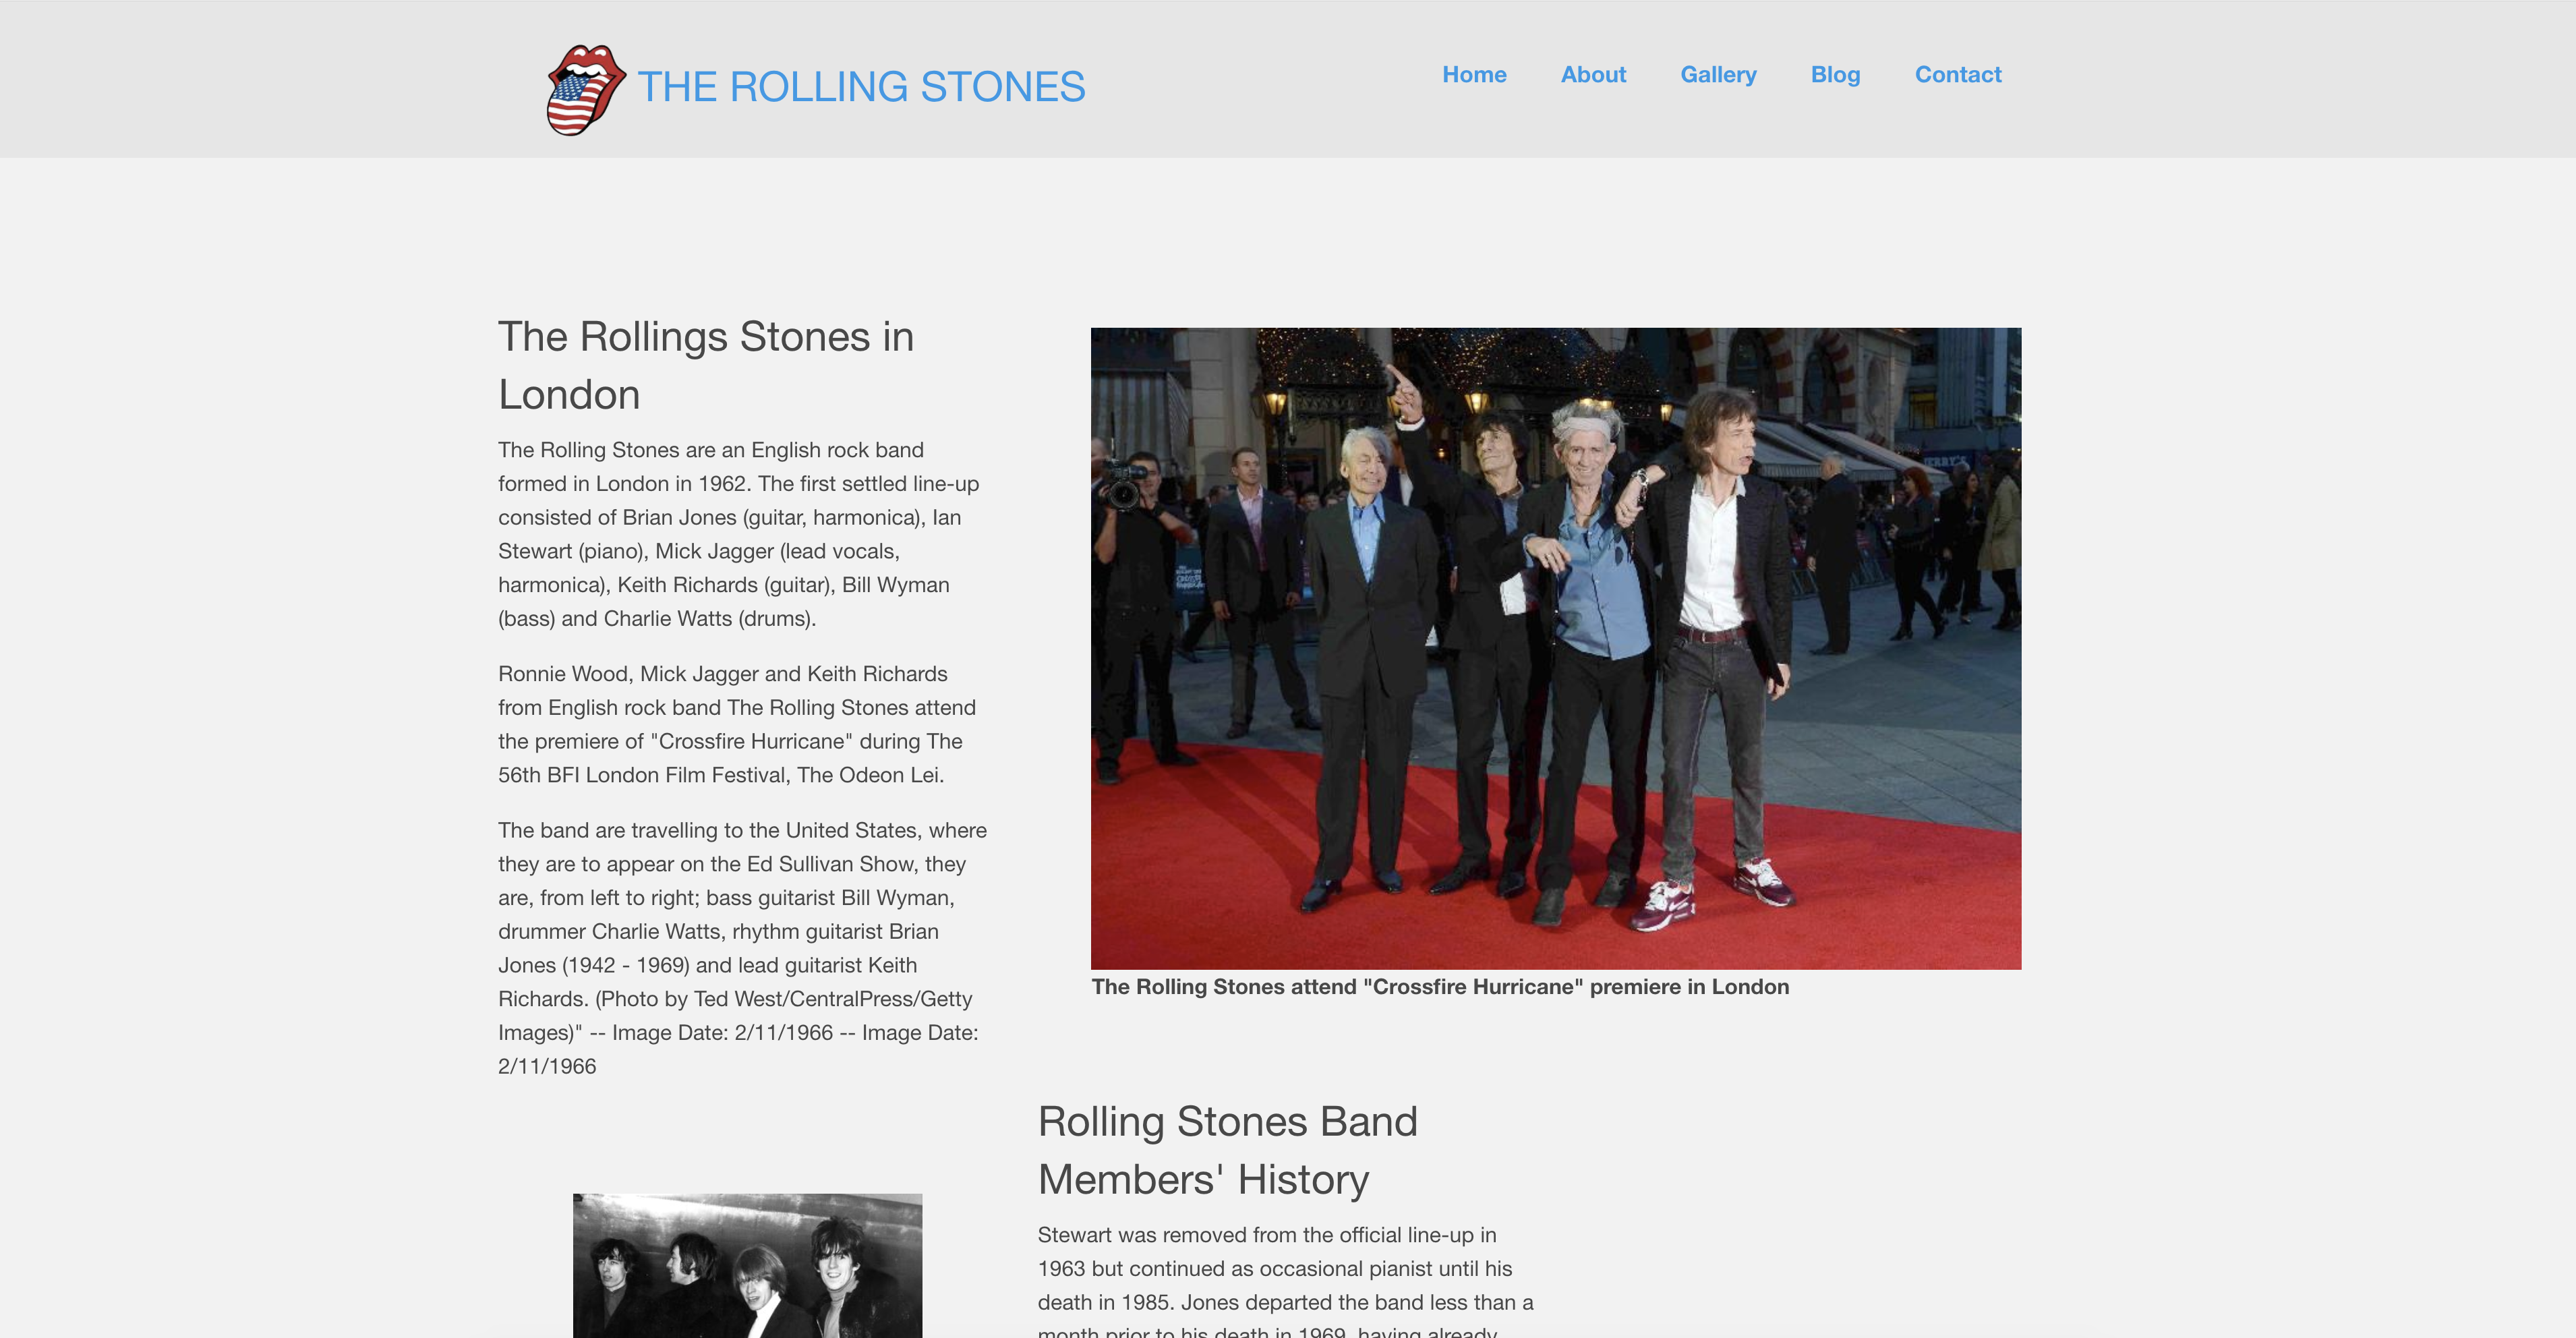 THE ROLLING STONES
Home
About
Gallery
Blog
Contact
The Rollings Stones in
London
The Rolling Stones are an English rock band
formed in London in 1962. The first settled line-up
consisted of Brian Jones (guitar, harmonica), Ian
Stewart (piano), Mick Jagger (lead vocals,
harmonica), Keith Richards (guitar), Bill Wyman
(bass) and Charlie Watts (drums).
Ronnie Wood, Mick Jagger and Keith Richards
from English rock band The Rolling Stones attend
the premiere of "Crossfire Hurricane" during The
56th BFI London Film Festival, The Odeon Lei.
The band are travelling to the United States, where
they are to appear on the Ed Sullivan Show, they
are, from left to right; bass guitarist Bill Wyman,
drummer Charlie Watts, rhythm guitarist Brian
Jones (1942 - 1969) and lead guitarist Keith
Richards. (Photo by Ted West/CentralPress/Getty
Images)" -- Image Date: 2/11/1966 -- Image Date:
2/11/1966
The Rolling Stones attend "Crossfire Hurricane" premiere in London
Rolling Stones Band
Members' History
Stewart was removed from the official line-up in
1963 but continued as occasional pianist until his
death in 1985. Jones departed the band less than a
month prior to his death in 1969, having already